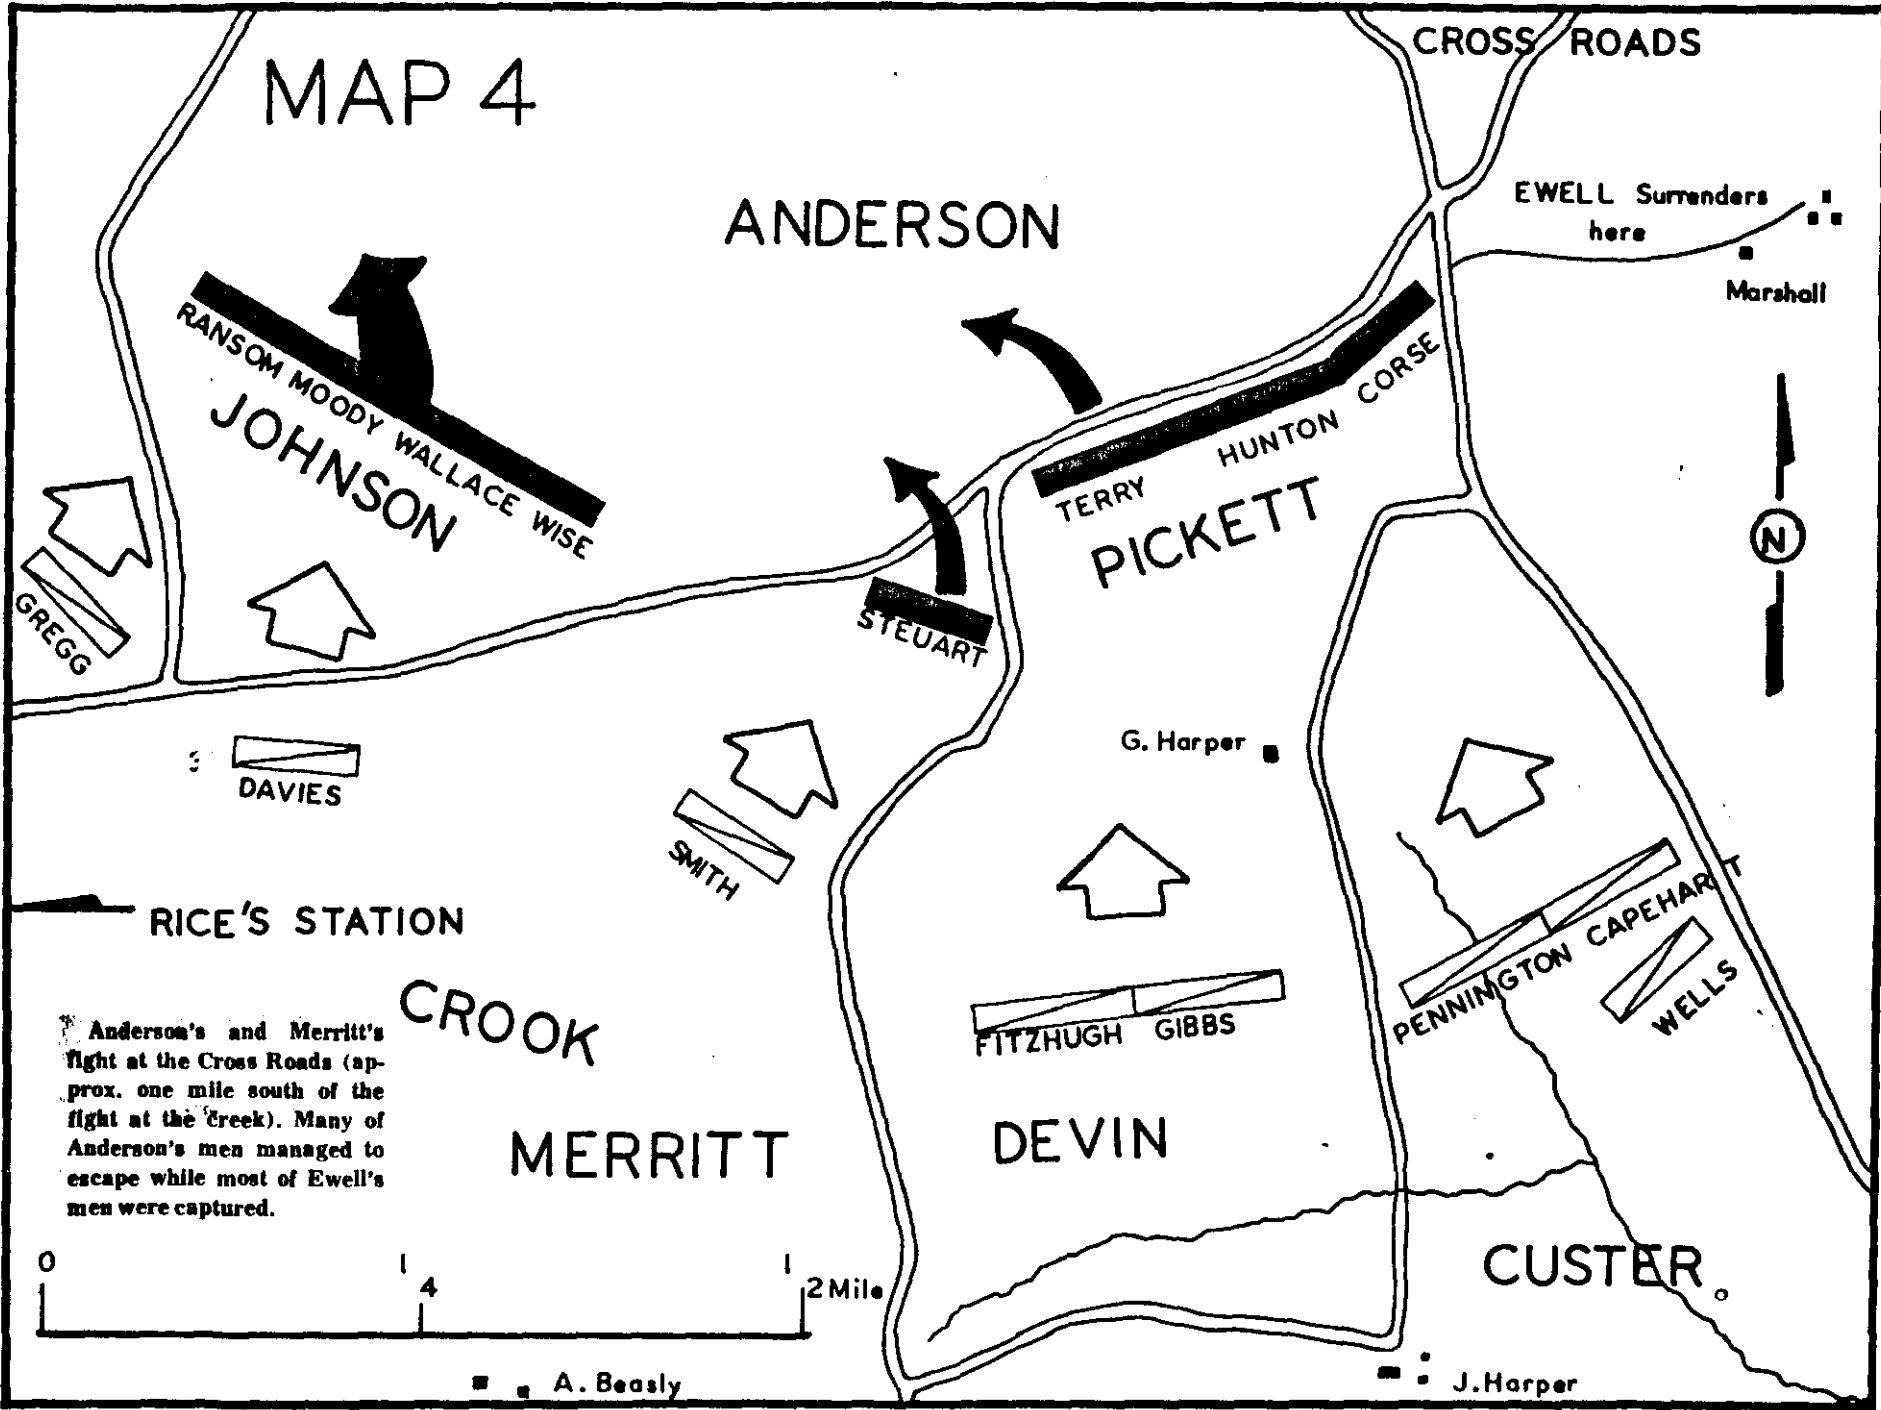 CROSS ROADS
MAP 4
EWELL Surrenders
here
ANDERSON
Marshall
RANSOM MOODY WALLACE WISE
JOHNSON
TERRY HUNTON CORSE
PICKETT
N
STEUART
GREGG
G. Harper
DAVIES
SMITH
PENNINGTON CAPEHART
WELLS
RICE'S STATION
CROOK
FITZHUGH GIBBS
Anderson's and Merritt's
fight at the Cross Roads (ap-
prox. one mile south of the
fight at the creek). Many of
Anderson's men managed to
escape while most of Ewell's
men were captured.
MERRITT
DEVIN
CUSTER
0 1 4 1 2 Mile
A. Beasly
J. Harper